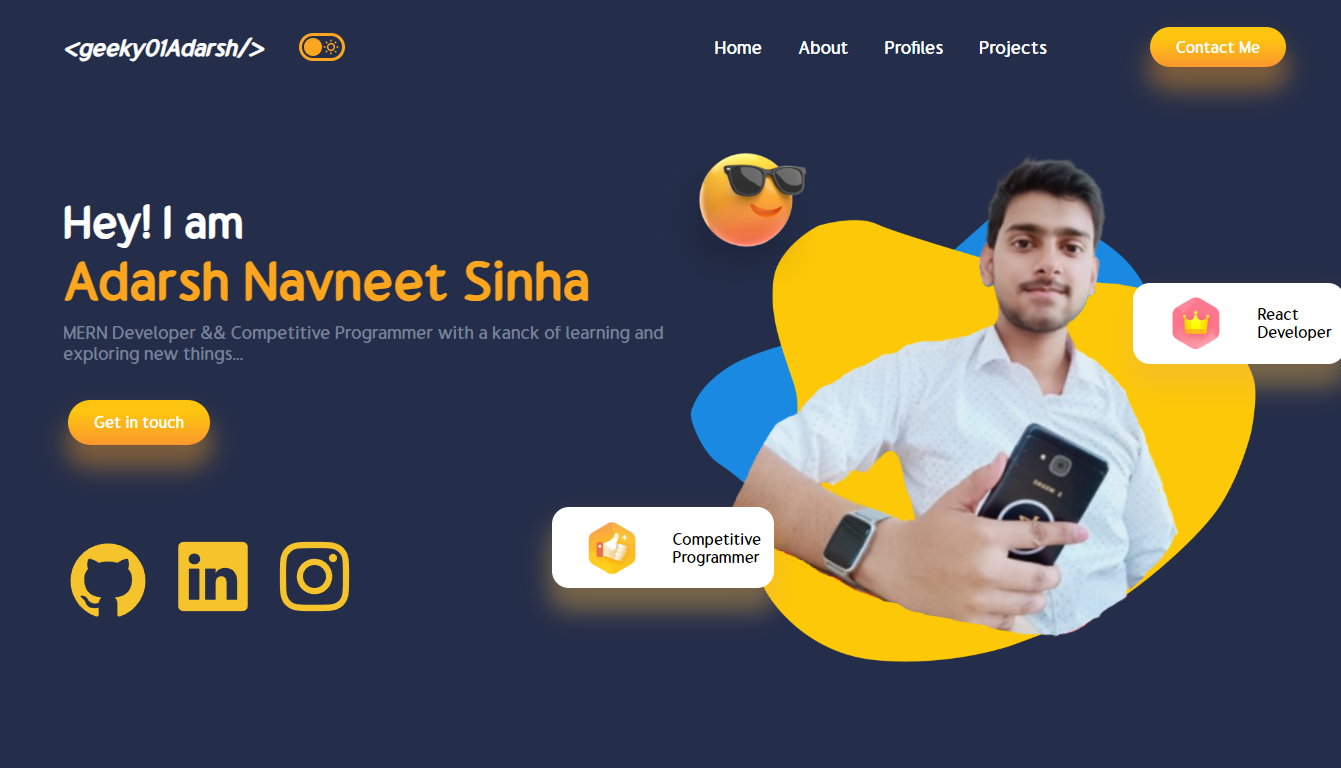 <geeky01Adarsh/>
Home About Profiles Projects
Contact Me
Hey! I am
Adarsh Navneet Sinha
MERN Developer && Competitive Programmer with a kanck of learning and
exploring new things...
Get in touch
React
Developer
Competitive
Programmer
in